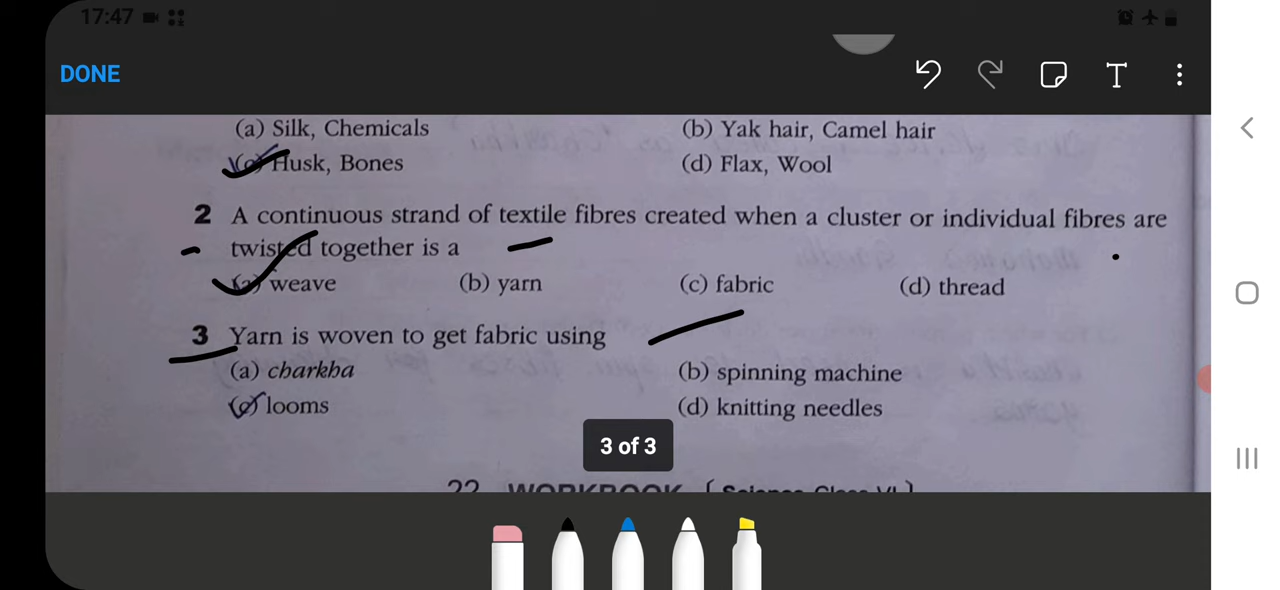 17:47
DONE
T
(a) Silk, Chemicals (b) Yak hair, Camel hair
(c) Husk, Bones (d) Flax, Wool
2 A continuous strand of textile fibres created when a cluster or individual fibres are
twisted together is a
(a) weave (b) yarn (c) fabric (d) thread
3 Yarn is woven to get fabric using
(a) charkha (b) spinning machine
(c) looms (d) knitting needles
3 of 3
22 WORKBOOK ( Science-Class VI )